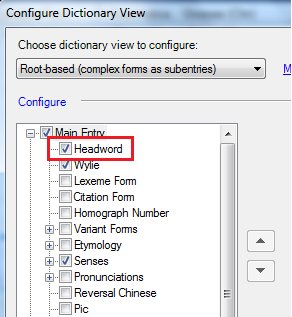 Configure Dictionary View
Choose dictionary view to configure:
Root-based (complex forms as subentries)
M
Configure
Main Entry
Headword
Wylie
Lexeme Form
Citation Form
Homograph Number
Variant Forms
Etymology
Senses
Pronunciations
Reversal Chinese
Pic